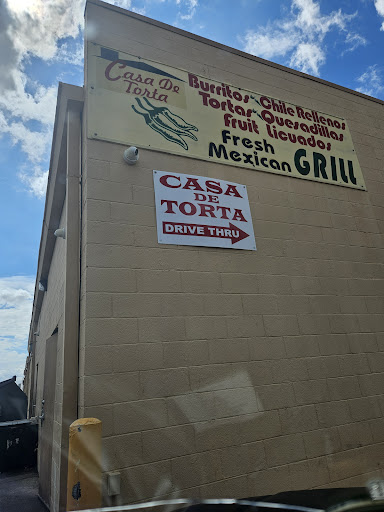 Casa De
Torta
Burritos-Chile Rellenos
Tortas-Quesadillas
Fruit Licuados
Fresh
Mexican GRILL
CASA
DE
TORTA
DRIVE THRU